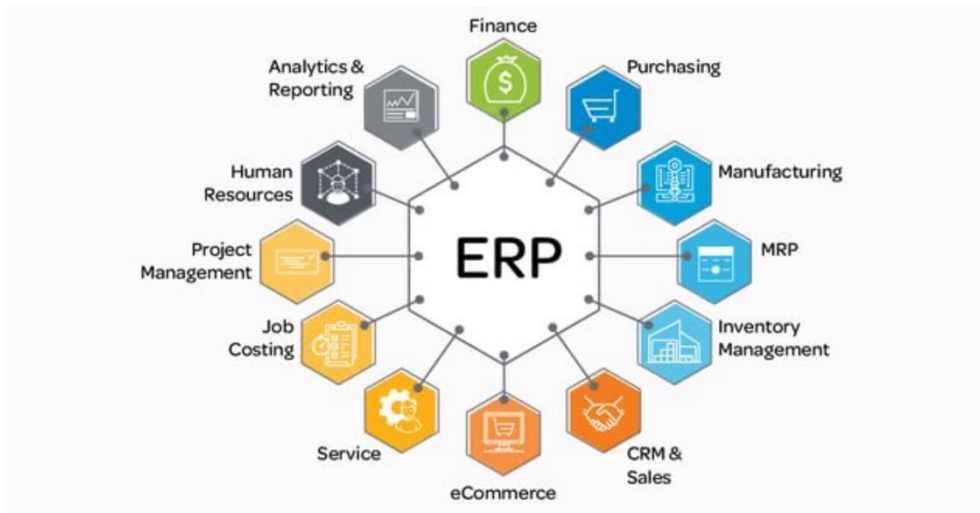 Finance
Purchasing
Manufacturing
MRP
Inventory
Management
CRM &
Sales
eCommerce
Service
Job
Costing
Project
Management
Human
Resources
Analytics &
Reporting
ERP
$